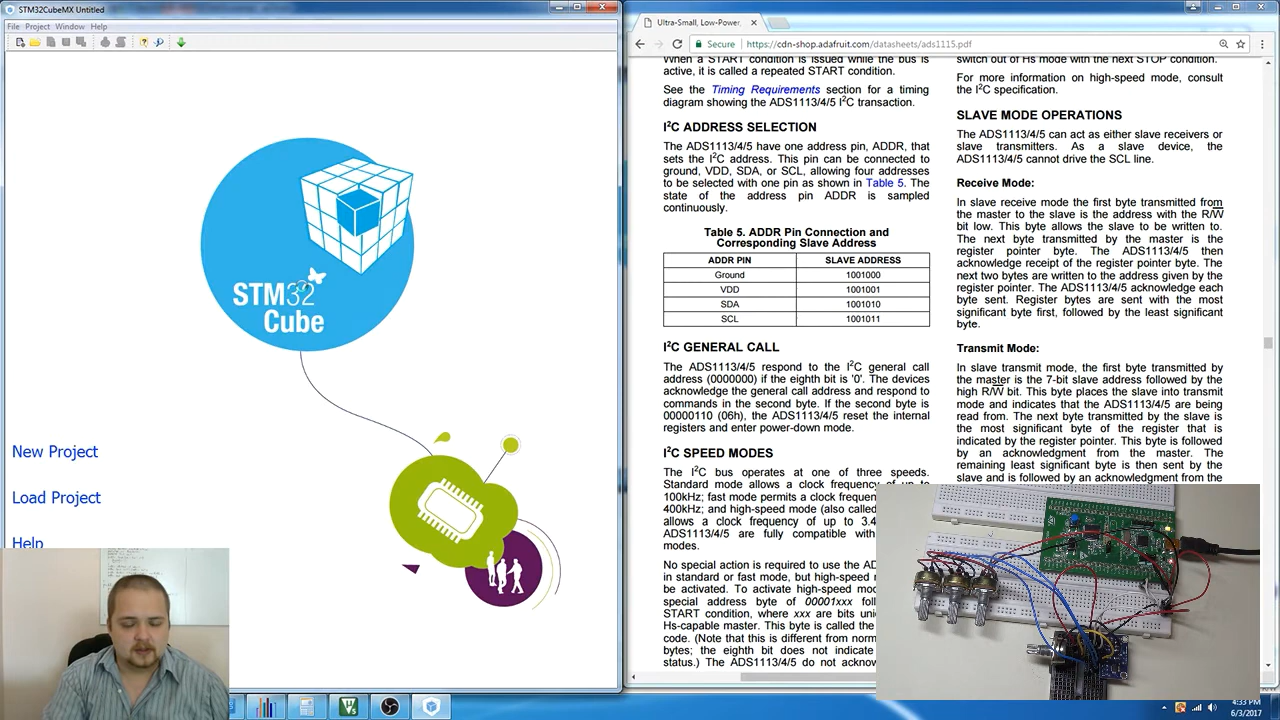 STM32CubeMX Untitled
File Project Window Help
STM32
Cube
New Project
Load Project
Help
Ultra-Small, Low-Power,
Secure
https://cdn-shop.adafruit.com/datasheets/ads1115.pdf
When a START condition is issued while the bus is
active, it is called a repeated START condition.
See the Timing Requirements section for a timing
diagram showing the ADS1113/4/5 I2C transaction.
I2C ADDRESS SELECTION
The ADS1113/4/5 have one address pin, ADDR, that
sets the I2C address. This pin can be connected to
ground, VDD, SDA, or SCL, allowing four addresses
to be selected with one pin as shown in Table 5. The
state of the address pin ADDR is sampled
continuously.
Table 5. ADDR Pin Connection and
Corresponding Slave Address
ADDR PIN SLAVE ADDRESS
Ground 1001000
VDD 1001001
SDA 1001010
SCL 1001011
I2C GENERAL CALL
The ADS1113/4/5 respond to the I2C general call
address (0000000) if the eighth bit is '0'. The devices
acknowledge the general call address and respond to
commands in the second byte. If the second byte is
00000110 (06h), the ADS1113/4/5 reset the internal
registers and enter power-down mode.
I2C SPEED MODES
The I2C bus operates at one of three speeds.
Standard mode allows a clock frequency of up to
100kHz; fast mode permits a clock frequenc
400kHz; and high-speed mode (also called
allows a clock frequency of up to 3.4
ADS1113/4/5 are fully compatible with
modes.
No special action is required to use the AD
in standard or fast mode, but high-speed m
be activated. To activate high-speed mod
special address byte of 00001xxx foll
START condition, where xxx are bits uni
Hs-capable master. This byte is called the
code. (Note that this is different from norm
bytes; the eighth bit does not indicate
status.) The ADS1113/4/5 do not acknow
switch out of Hs mode with the next STOP condition.
For more information on high-speed mode, consult
the I2C specification.
SLAVE MODE OPERATIONS
The ADS1113/4/5 can act as either slave receivers or
slave transmitters. As a slave device, the
ADS1113/4/5 cannot drive the SCL line.
Receive Mode:
In slave receive mode the first byte transmitted from
the master to the slave is the address with the R/W
bit low. This byte allows the slave to be written to.
The next byte transmitted by the master is the
register pointer byte. The ADS1113/4/5 then
acknowledge receipt of the register pointer byte. The
next two bytes are written to the address given by the
register pointer. The ADS1113/4/5 acknowledge each
byte sent. Register bytes are sent with the most
significant byte first, followed by the least significant
byte.
Transmit Mode:
In slave transmit mode, the first byte transmitted by
the master is the 7-bit slave address followed by the
high R/W bit. This byte places the slave into transmit
mode and indicates that the ADS1113/4/5 are being
read from. The next byte transmitted by the slave is
the most significant byte of the register that is
indicated by the register pointer. This byte is followed
by an acknowledgment from the master. The
remaining least significant byte is then sent by the
slave and is followed by an acknowledgment from the
4:33 PM
6/3/2017